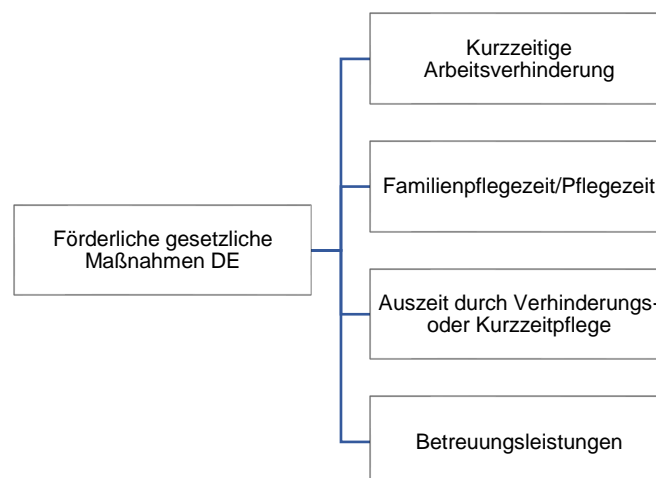 Kurzzeitige
Arbeitsverhinderung
Familienpflegezeit/Pflegezeit
Förderliche gesetzliche
Maßnahmen DE
Auszeit durch Verhinderungs-
oder Kurzzeitpflege
Betreuungsleistungen